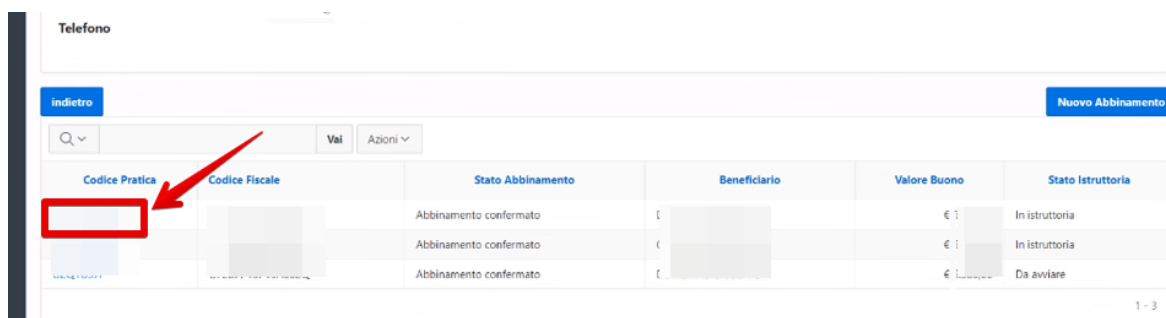 Telefono
indietro Nuovo Abbinamento
Vai Azioni
Codice Pratica Codice Fiscale Stato Abbinamento Beneficiario Valore Buono Stato Istruttoria
Abbinamento confermato € In istruttoria
Abbinamento confermato € In istruttoria
Abbinamento confermato € Da avviare
1 - 3